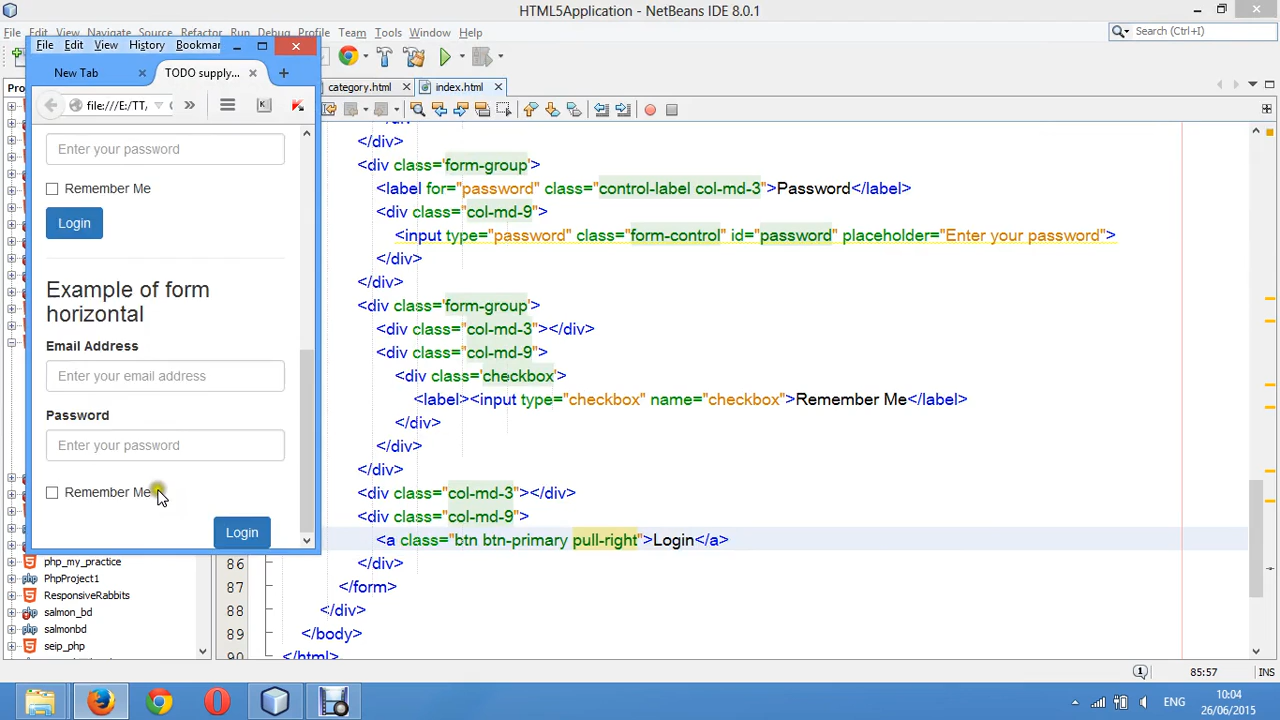 HTML5Application - NetBeans IDE 8.0.1
File Edit View Navigate Source Refactor Run Debug Profile Team Tools Window Help
Search (Ctrl+I)
File Edit View History Bookmar
New Tab
TODO supply...
file:///E:/TT,
category.html
index.html
Enter your password
Remember Me
Login
Example of form
horizontal
Email Address
Enter your email address
Password
Enter your password
Remember Me
Login
</div>
<div class='form-group'>
<label for="password" class="control-label col-md-3">Password</label>
<div class="col-md-9">
<input type="password" class="form-control" id="password" placeholder="Enter your password">
</div>
</div>
<div class='form-group'>
<div class="col-md-3"></div>
<div class="col-md-9">
<div class='checkbox'>
<label><input type="checkbox" name="checkbox">Remember Me</label>
</div>
</div>
</div>
<div class="col-md-3"></div>
<div class="col-md-9">
<a class="btn btn-primary pull-right">Login</a>
86 </div>
87 </form>
88 </div>
89 </body>
90 </html>
php_my_practice
PhpProject1
ResponsiveRabbits
salmon_bd
salmonbd
seip_php
1
85:57
INS
ENG
10:04
26/06/2015